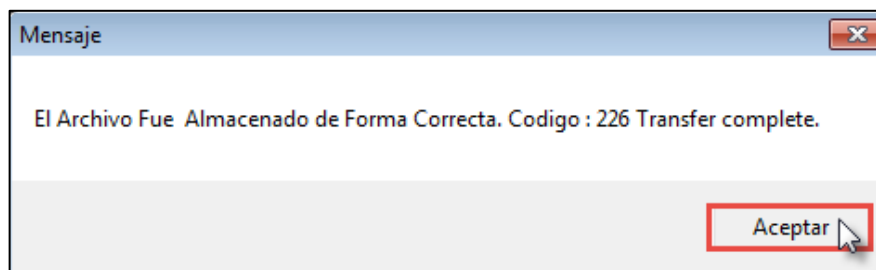 Mensaje
El Archivo Fue  Almacenado de Forma Correcta. Codigo : 226 Transfer complete.
Aceptar